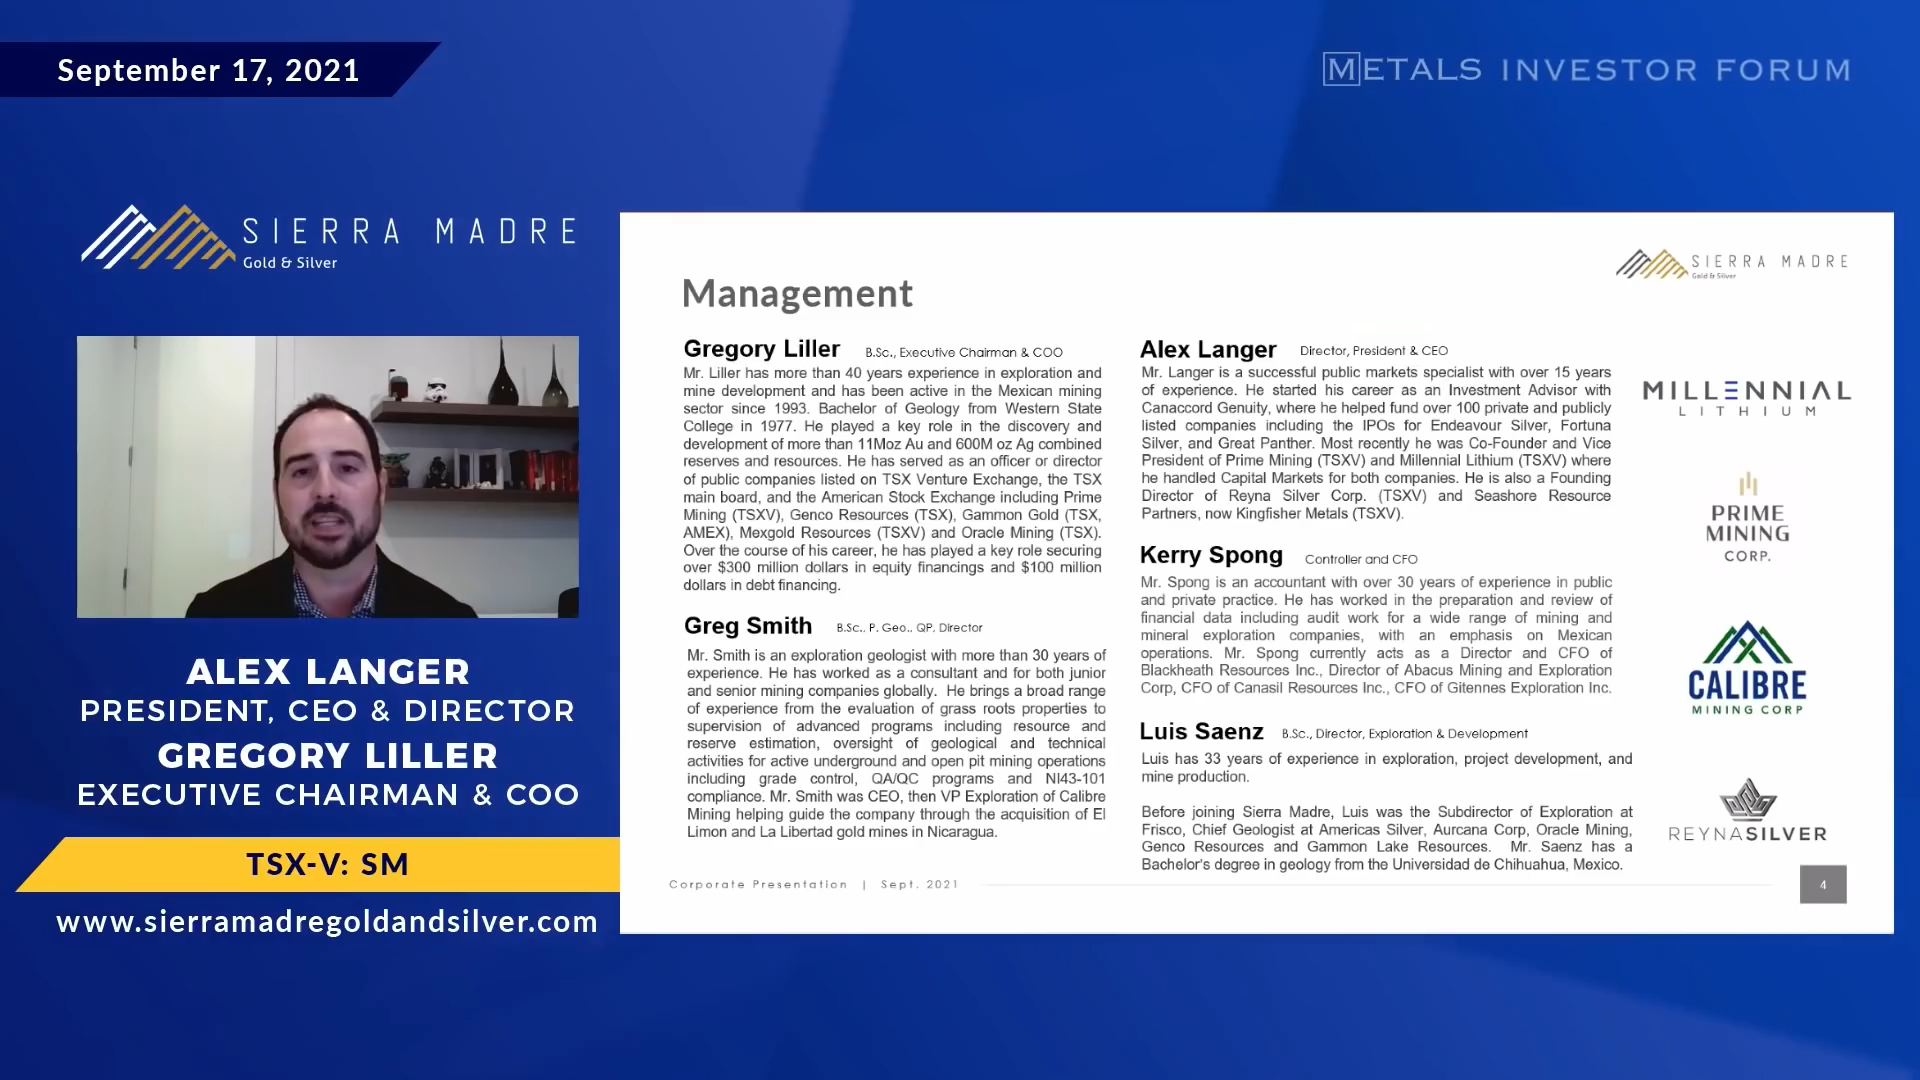 September 17, 2021
METALS INVESTOR FORUM
SIERRA MADRE
Gold & Silver
ALEX LANGER
PRESIDENT, CEO & DIRECTOR
GREGORY LILLER
EXECUTIVE CHAIRMAN & COO
TSX-V: SM
www.sierramadregoldandsilver.com
SIERRA MADRE
Gold & Silver
Management
Gregory Liller B.Sc., Executive Chairman & COO
Mr. Liller has more than 40 years experience in exploration and
mine development and has been active in the Mexican mining
sector since 1993. Bachelor of Geology from Western State
College in 1977. He played a key role in the discovery and
development of more than 11Moz Au and 600M oz Ag combined
reserves and resources. He has served as an officer or director
of public companies listed on TSX Venture Exchange, the TSX
main board, and the American Stock Exchange including Prime
Mining (TSXV), Genco Resources (TSX), Gammon Gold (TSX,
AMEX), Mexgold Resources (TSXV) and Oracle Mining (TSX).
Over the course of his career, he has played a key role securing
over $300 million dollars in equity financings and $100 million
dollars in debt financing.
Greg Smith B.Sc., P. Geo., QP, Director
Mr. Smith is an exploration geologist with more than 30 years of
experience. He has worked as a consultant and for both junior
and senior mining companies globally. He brings a broad range
of experience from the evaluation of grass roots properties to
supervision of advanced programs including resource and
reserve estimation, oversight of geological and technical
activities for active underground and open pit mining operations
including grade control, QA/QC programs and NI43-101
compliance. Mr. Smith was CEO, then VP Exploration of Calibre
Mining helping guide the company through the acquisition of El
Limon and La Libertad gold mines in Nicaragua.
Alex Langer Director, President & CEO
Mr. Langer is a successful public markets specialist with over 15 years
of experience. He started his career as an Investment Advisor with
Canaccord Genuity, where he helped fund over 100 private and publicly
listed companies including the IPOs for Endeavour Silver, Fortuna
Silver, and Great Panther. Most recently he was Co-Founder and Vice
President of Prime Mining (TSXV) and Millennial Lithium (TSXV) where
he handled Capital Markets for both companies. He is also a Founding
Director of Reyna Silver Corp. (TSXV) and Seashore Resource
Partners, now Kingfisher Metals (TSXV).
Kerry Spong Controller and CFO
Mr. Spong is an accountant with over 30 years of experience in public
and private practice. He has worked in the preparation and review of
financial data including audit work for a wide range of mining and
mineral exploration companies, with an emphasis on Mexican
operations. Mr. Spong currently acts as a Director and CFO of
Blackheath Resources Inc., Director of Abacus Mining and Exploration
Corp, CFO of Canasil Resources Inc., CFO of Gitennes Exploration Inc.
Luis Saenz B.Sc., Director, Exploration & Development
Luis has 33 years of experience in exploration, project development, and
mine production.
Before joining Sierra Madre, Luis was the Subdirector of Exploration at
Frisco, Chief Geologist at Americas Silver, Aurcana Corp, Oracle Mining,
Genco Resources and Gammon Lake Resources. Mr. Saenz has a
Bachelor's degree in geology from the Universidad de Chihuahua, Mexico.
MILLENNIAL
LITHIUM
PRIME
MINING
CORP.
CALIBRE
MINING CORP
REYNASILVER
Corporate Presentation | Sept. 2021
4